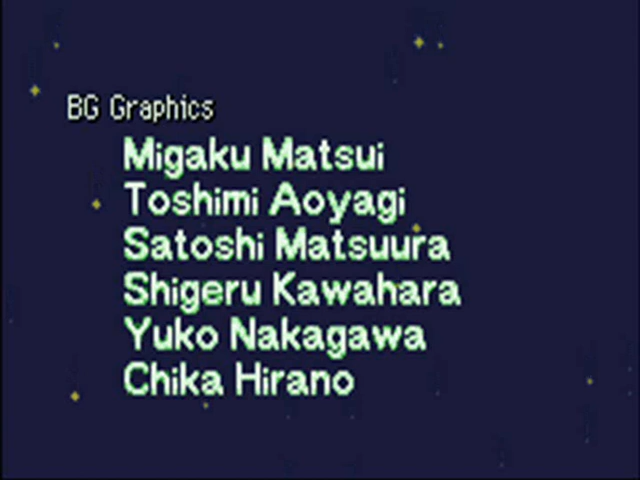 BG Graphics
Migaku Matsui
Toshimi Aoyagi
Satoshi Matsuura
Shigeru Kawahara
Yuko Nakagawa
Chika Hirano